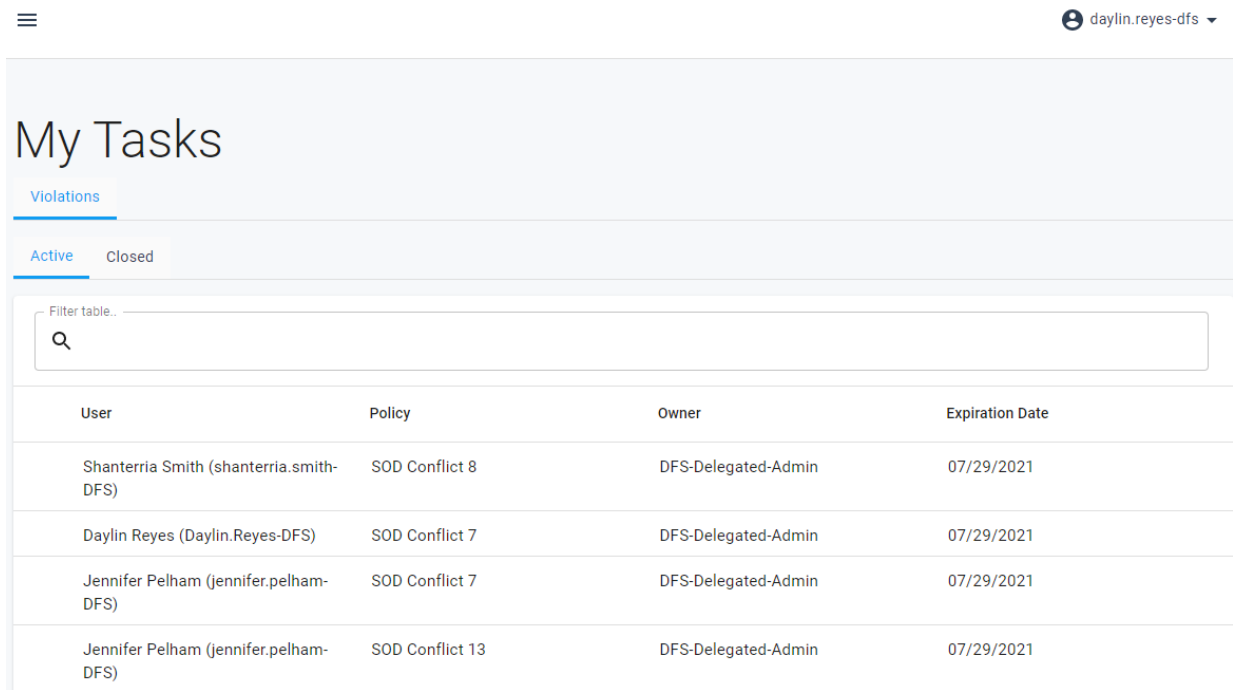 daylin.reyes-dfs
My Tasks
Violations
Active Closed
Filter table..
User Policy Owner Expiration Date
Shanterria Smith (shanterria.smith- SOD Conflict 8 DFS-Delegated-Admin 07/29/2021
DFS)
Daylin Reyes (Daylin.Reyes-DFS) SOD Conflict 7 DFS-Delegated-Admin 07/29/2021
Jennifer Pelham (jennifer.pelham- SOD Conflict 7 DFS-Delegated-Admin 07/29/2021
DFS)
Jennifer Pelham (jennifer.pelham- SOD Conflict 13 DFS-Delegated-Admin 07/29/2021
DFS)